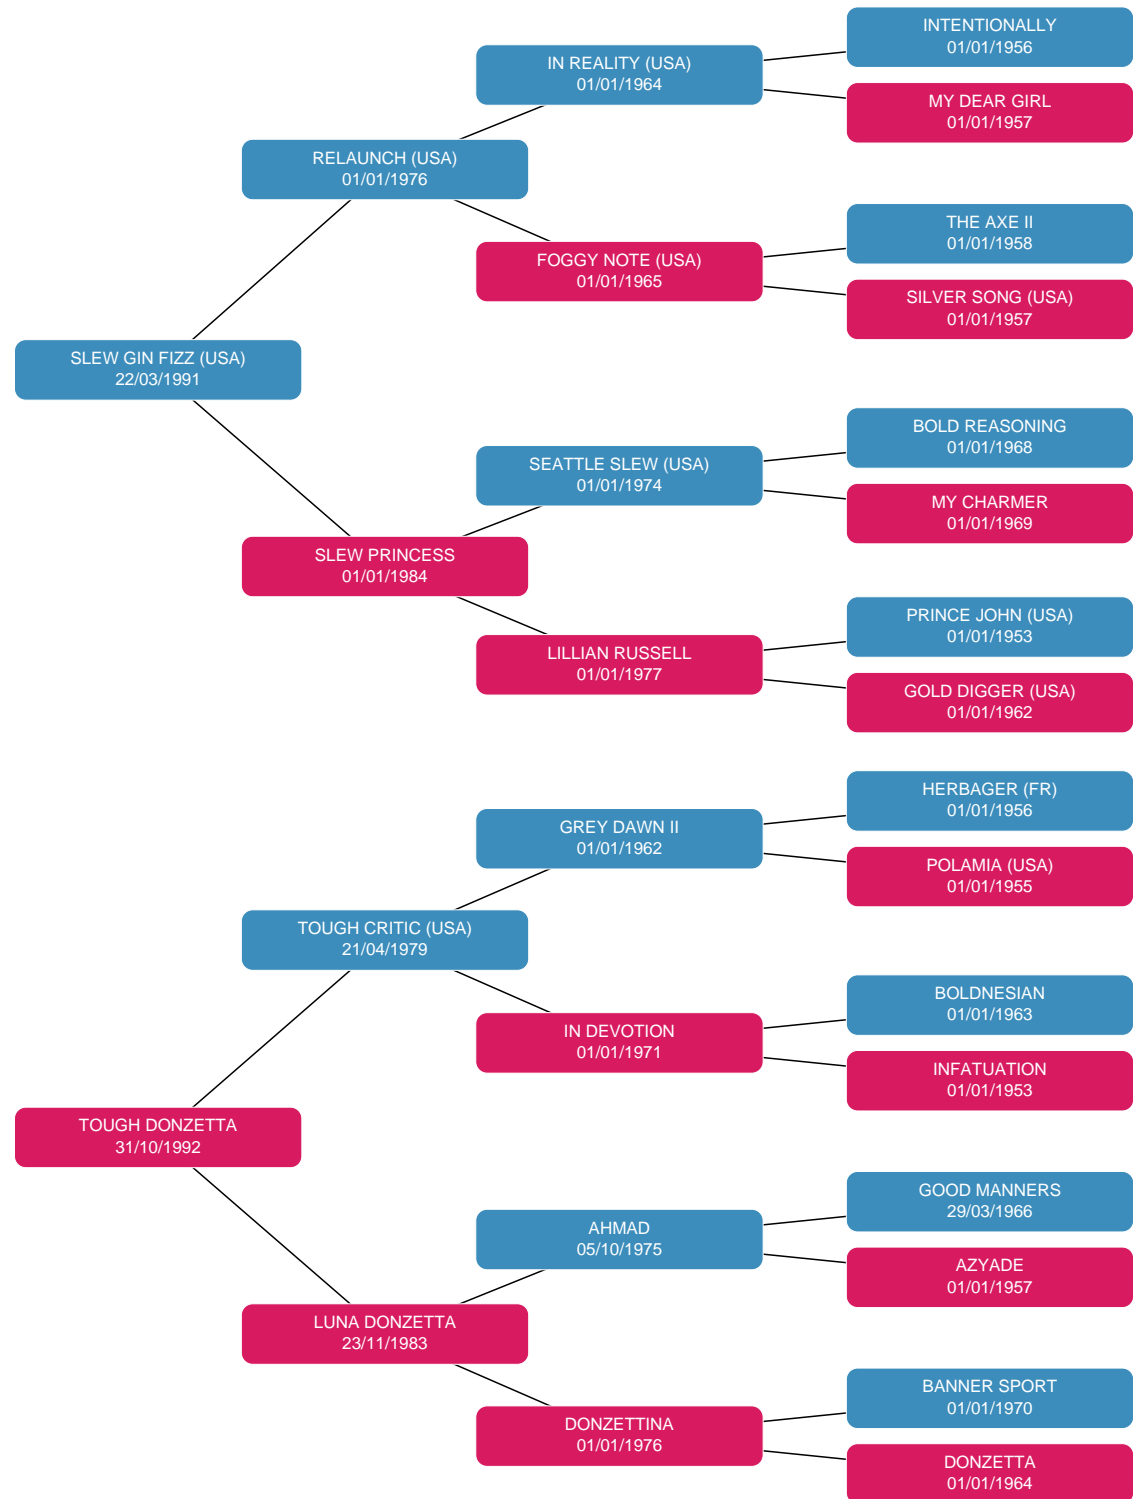 INTENTIONALLY
01/01/1956
IN REALITY (USA)
01/01/1964
MY DEAR GIRL
01/01/1957
RELAUNCH (USA)
01/01/1976
THE AXE II
01/01/1958
FOGGY NOTE (USA)
01/01/1965
SILVER SONG (USA)
01/01/1957
SLEW GIN FIZZ (USA)
22/03/1991
BOLD REASONING
01/01/1968
SEATTLE SLEW (USA)
01/01/1974
MY CHARMER
01/01/1969
SLEW PRINCESS
01/01/1984
PRINCE JOHN (USA)
01/01/1953
LILLIAN RUSSELL
01/01/1977
GOLD DIGGER (USA)
01/01/1962
HERBAGER (FR)
01/01/1956
GREY DAWN II
01/01/1962
POLAMIA (USA)
01/01/1955
TOUGH CRITIC (USA)
21/04/1979
BOLDNESIAN
01/01/1963
IN DEVOTION
01/01/1971
INFATUATION
01/01/1953
TOUGH DONZETTA
31/10/1992
GOOD MANNERS
29/03/1966
AHMAD
05/10/1975
AZYADE
01/01/1957
LUNA DONZETTA
23/11/1983
BANNER SPORT
01/01/1970
DONZETTINA
01/01/1976
DONZETTA
01/01/1964